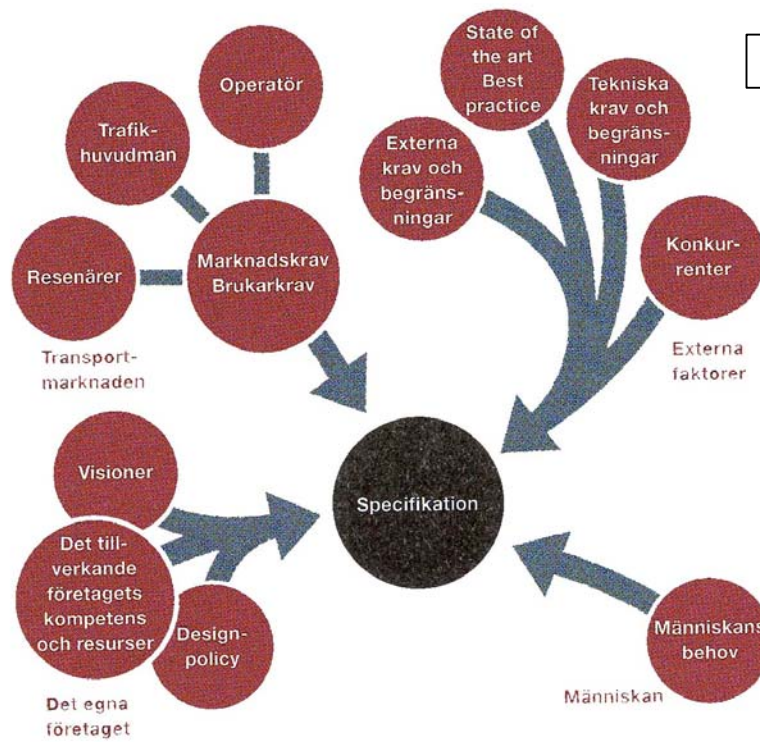 Operatör
Trafik-
huvudman
Resenärer
Marknadskrav
Brukarkrav
Transport-
marknaden
State of
the art
Best
practice
Tekniska
krav och
begräns-
ningar
Externa
krav och
begräns-
ningar
Konkur-
renter
Externa
faktorer
Specifikation
Visioner
Det till-
verkande
företagets
kompetens
och resurser
Design-
policy
Det egna
företaget
Människans
behov
Människan